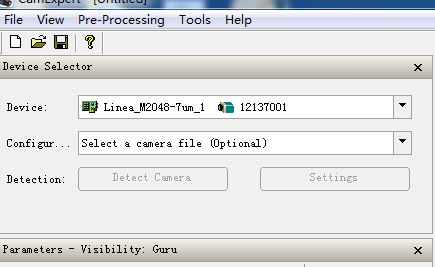 CamExpert - [Untitled]
File View Pre-Processing Tools Help
Device Selector
Device: Linea_M2048-7um_1 12137001
Configur... Select a camera file (Optional)
Detection: Detect Camera Settings
Parameters - Visibility: Guru